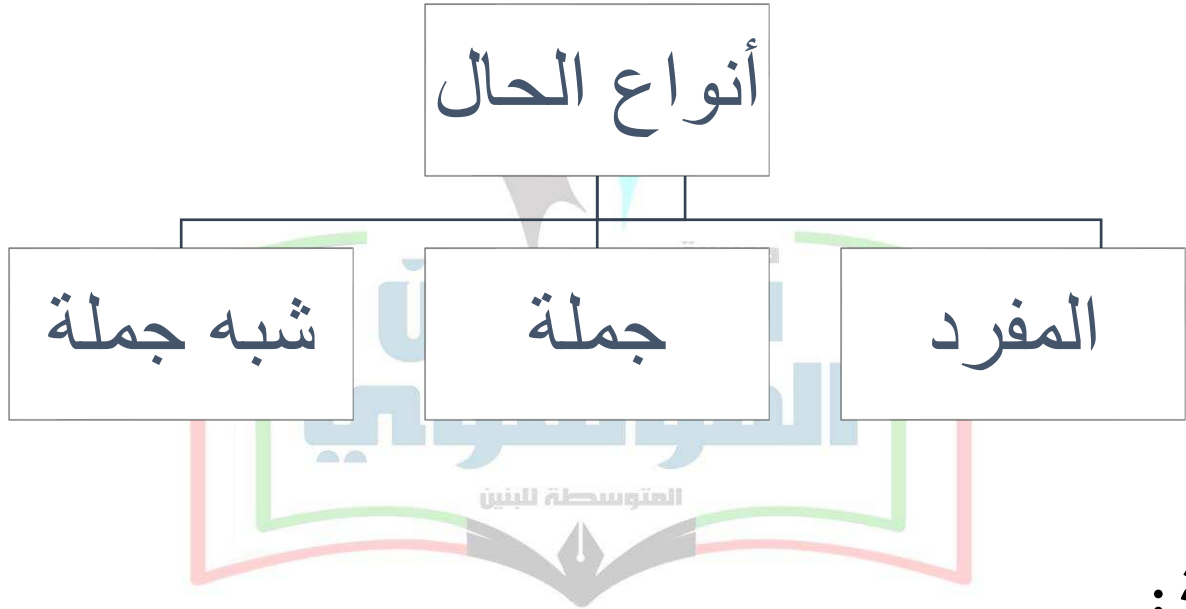 أنواع الحال
المفرد
جملة
شبه جملة
المتوسطة للبنين